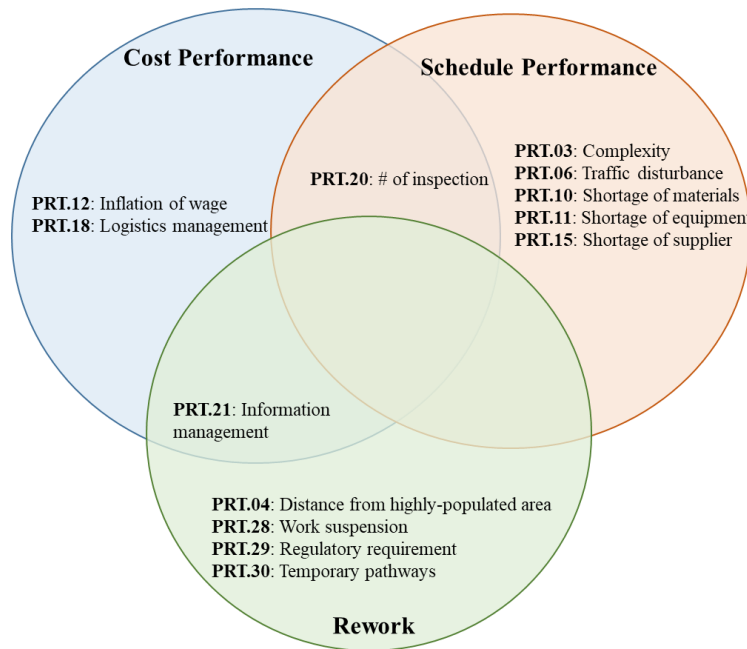 Cost Performance
Schedule Performance
PRT.03: Complexity
PRT.06: Traffic disturbance
PRT.10: Shortage of materials
PRT.11: Shortage of equipment
PRT.15: Shortage of supplier
PRT.20: # of inspection
PRT.12: Inflation of wage
PRT.18: Logistics management
PRT.21: Information
management
PRT.04: Distance from highly-populated area
PRT.28: Work suspension
PRT.29: Regulatory requirement
PRT.30: Temporary pathways
Rework